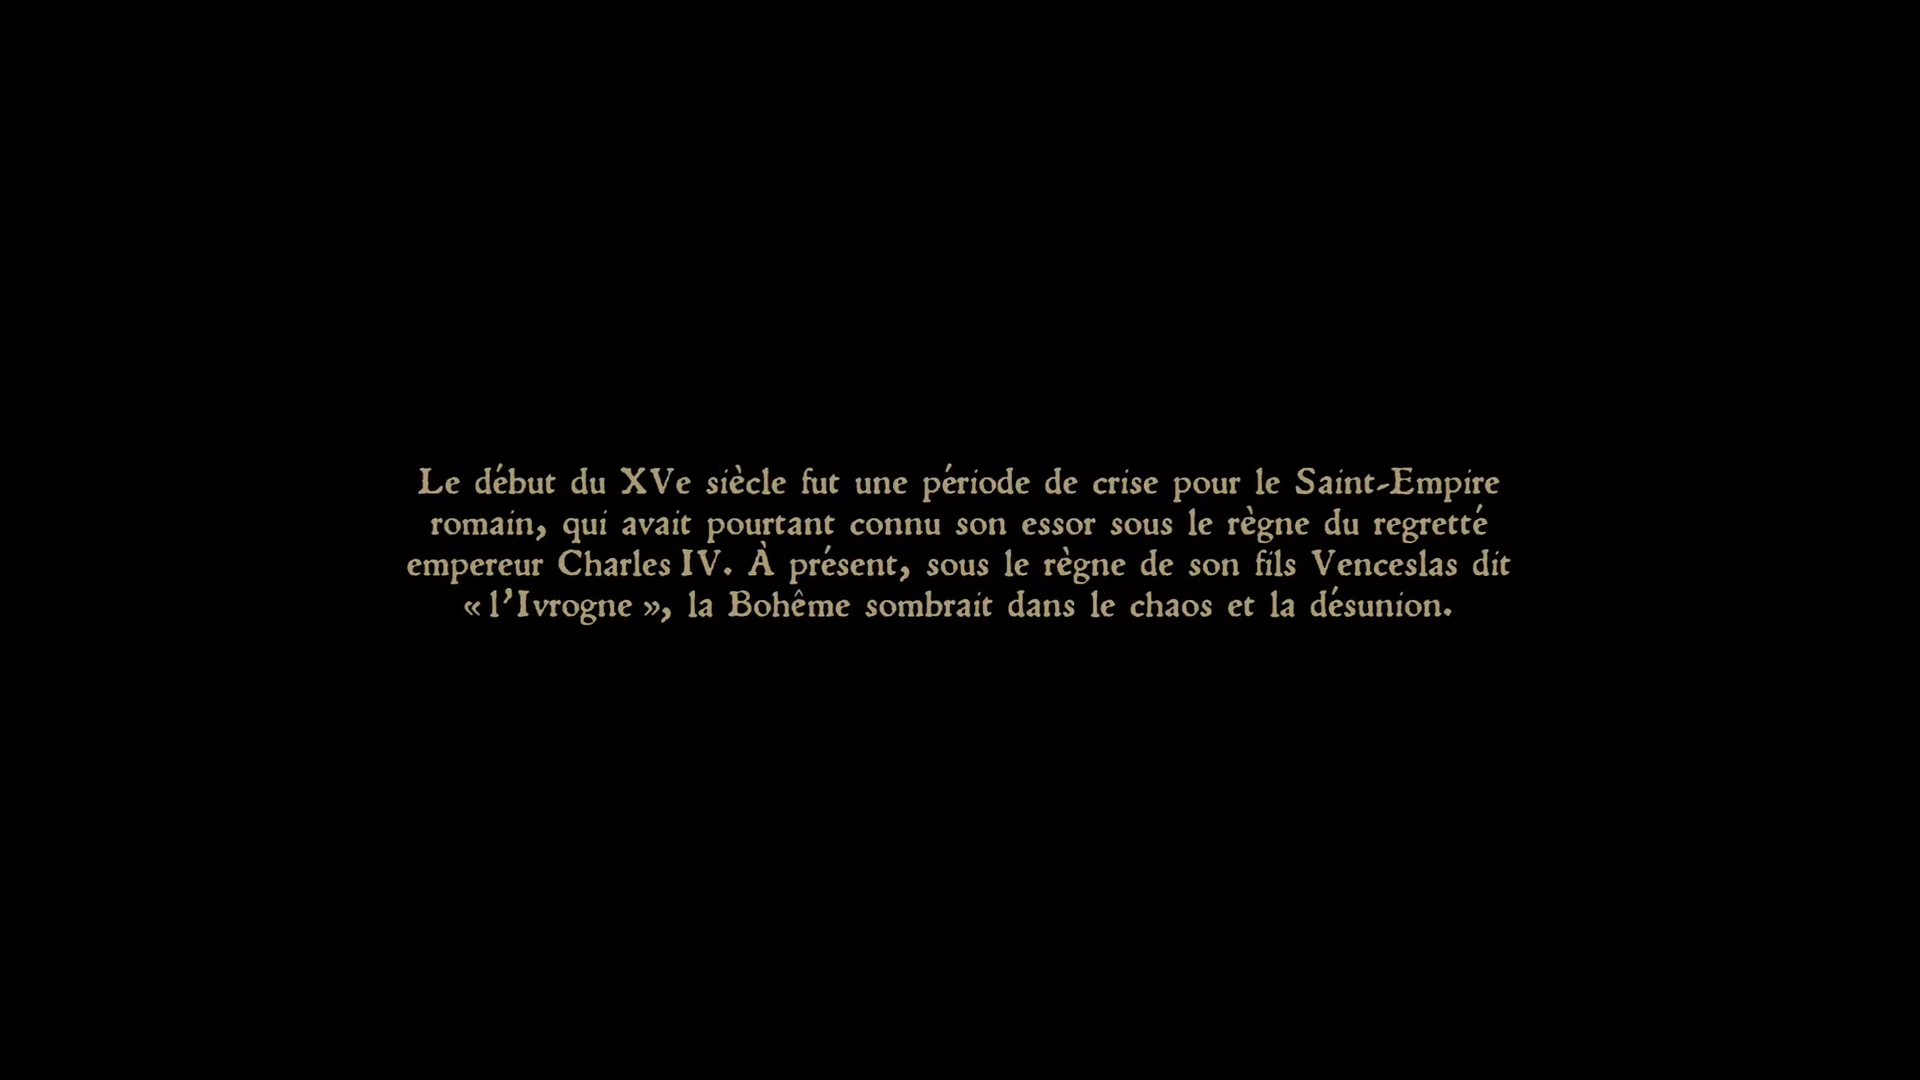 Le début du XVe siècle fut une période de crise pour le Saint-Empire
romain, qui avait pourtant connu son essor sous le règne du regretté
empereur Charles IV. À présent, sous le règne de son fils Venceslas dit
« l'Ivrogne », la Bohême sombrait dans le chaos et la désunion.